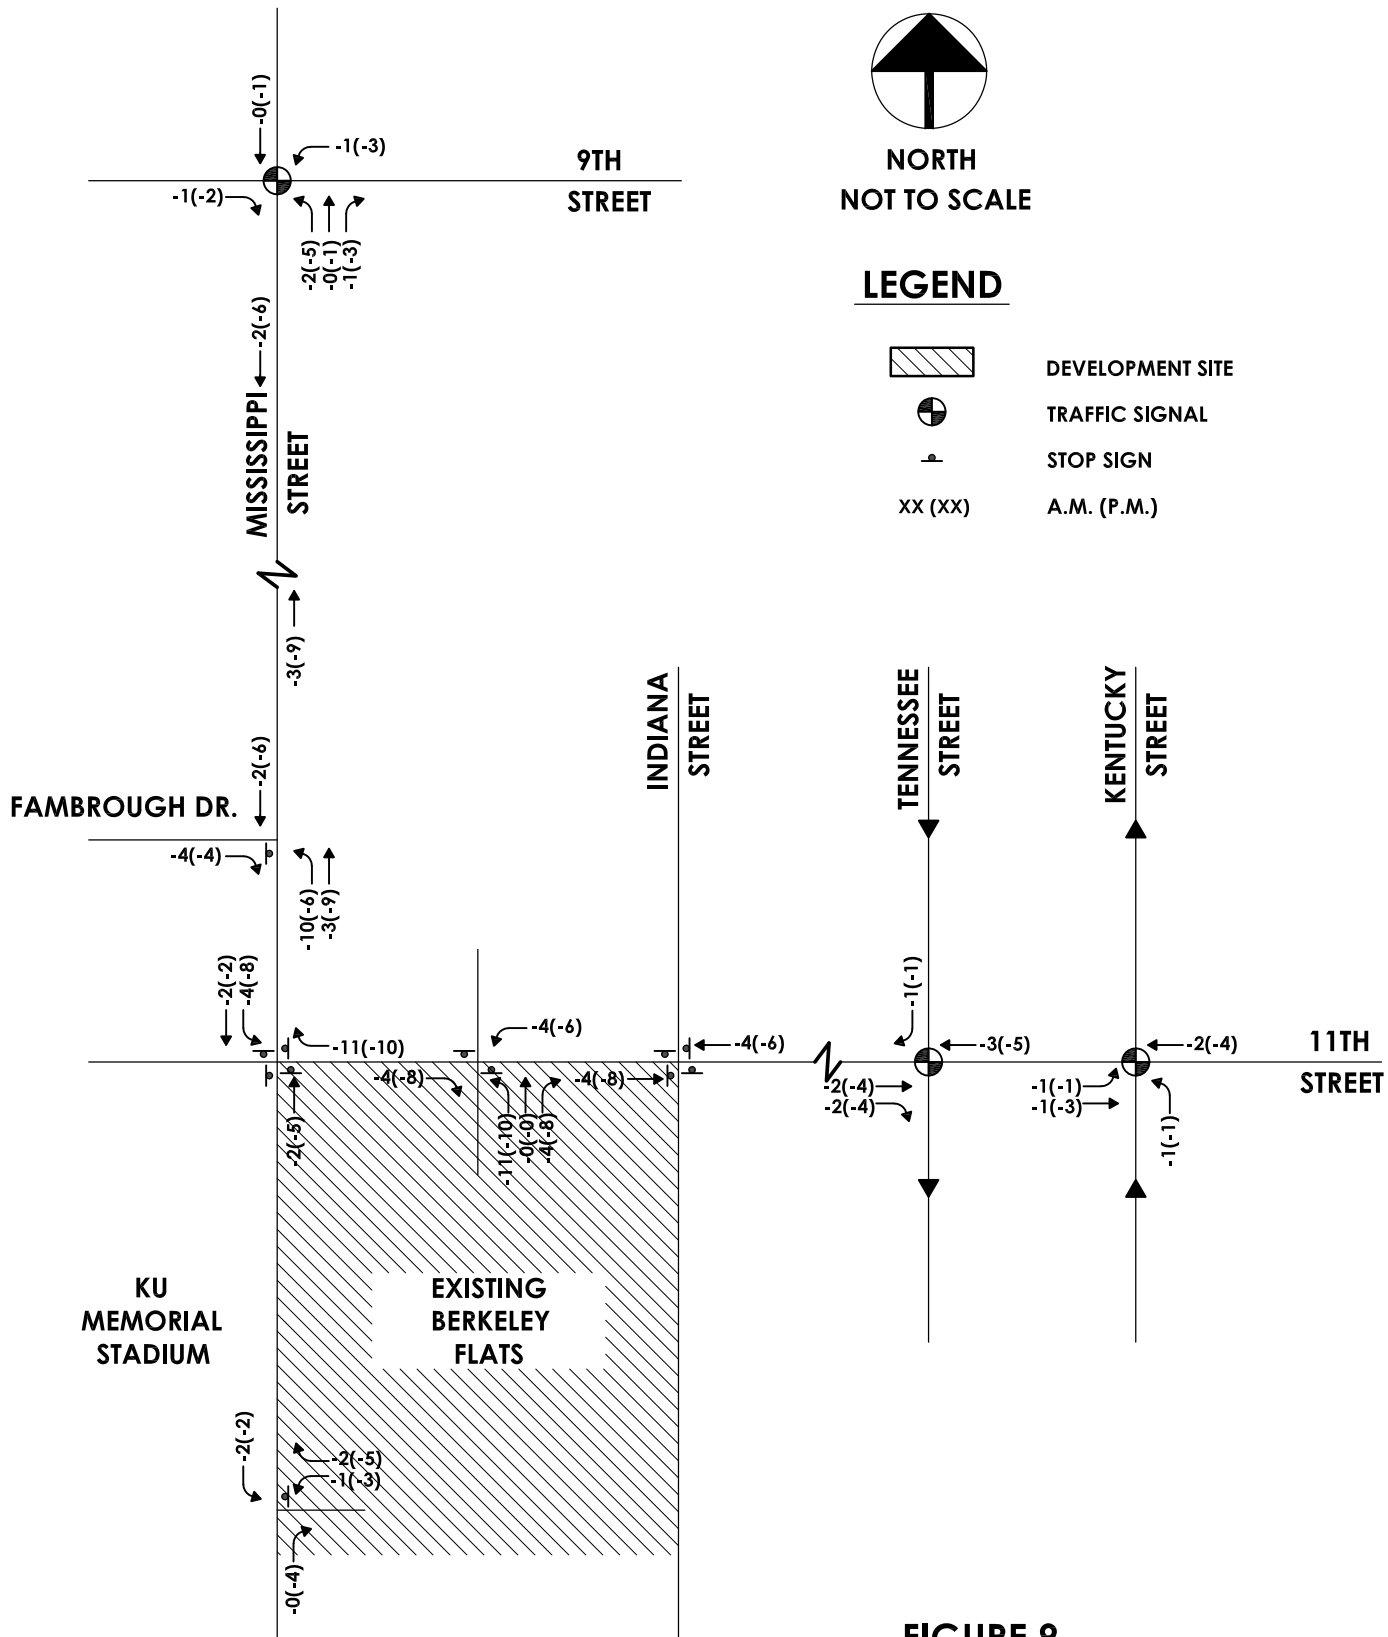 -0(-1)
-1(-3)
9TH
STREET
-1(-2)
-2(-5)
-0(-1)
-1(-3)
NORTH
NOT TO SCALE
LEGEND
DEVELOPMENT SITE
TRAFFIC SIGNAL
STOP SIGN
XX (XX)
A.M. (P.M.)
-2(-6)
MISSISSIPPI
STREET
-3(-9)
-2(-6)
FAMBROUGH DR.
-4(-4)
-10(-6)
-3(-9)
INDIANA
STREET
TENNESSEE
STREET
KENTUCKY
STREET
-2(-2)
-4(-8)
-11(-10)
-2(-5)
-4(-6)
-4(-8)
-11(-10)
-0(-0)
-4(-8)
-4(-8)
-4(-6)
-1(-1)
-3(-5)
-2(-4)
-2(-4)
-2(-4)
-1(-1)
-1(-3)
-1(-1)
11TH
STREET
KU
MEMORIAL
STADIUM
EXISTING
BERKELEY
FLATS
-2(-2)
-2(-5)
-1(-3)
-0(-4)
FIGURE 9